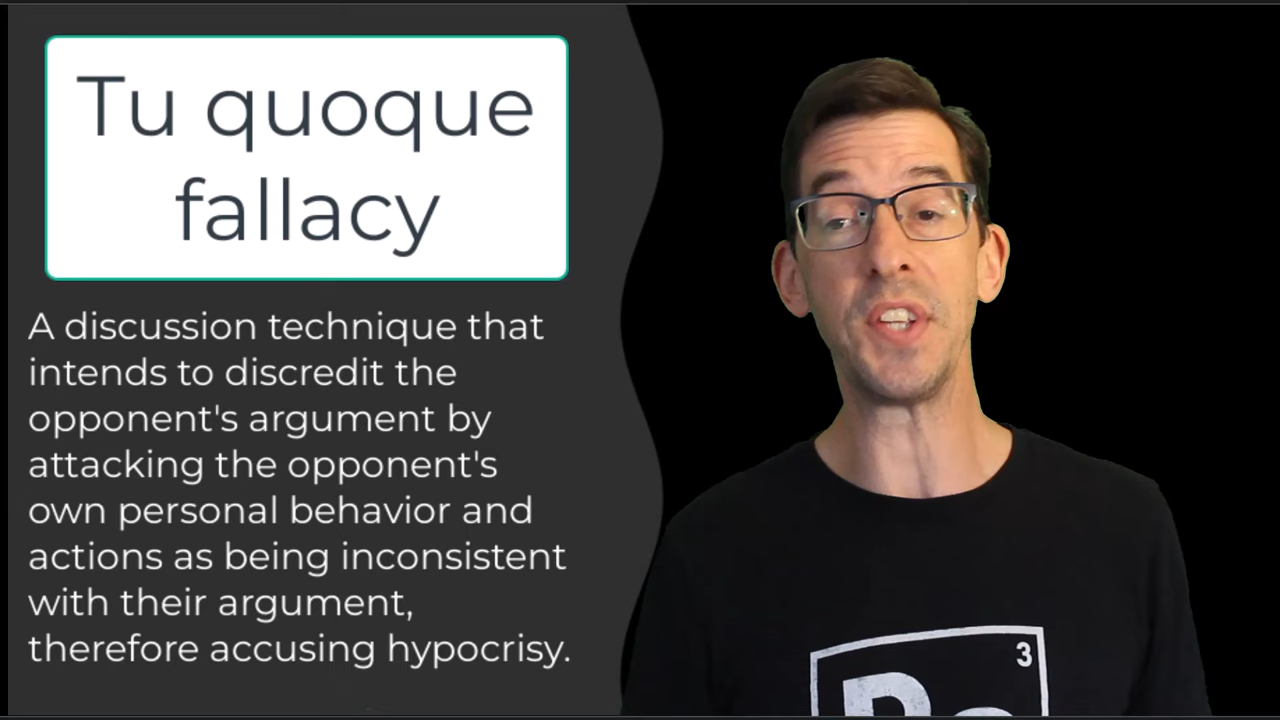 Tu quoque
fallacy
A discussion technique that
intends to discredit the
opponent's argument by
attacking the opponent's
own personal behavior and
actions as being inconsistent
with their argument,
therefore accusing hypocrisy.
3